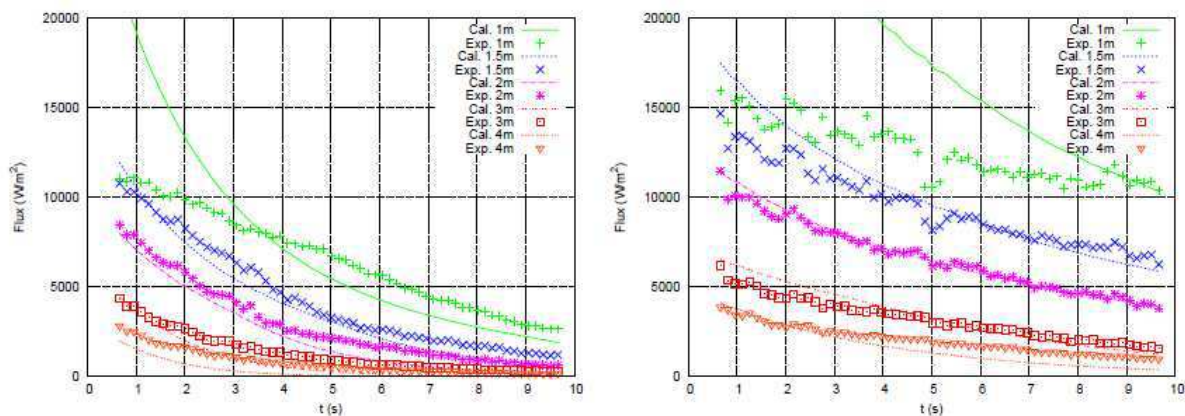 20000
15000
10000
5000
0
Flux (W/m²)
0 1 2 3 4 5 6 7 8 9 10
t (s)
Cal. 1m
Exp. 1m
Cal. 1.5m
Exp. 1.5m
Cal. 2m
Exp. 2m
Cal. 3m
Exp. 3m
Cal. 4m
Exp. 4m
20000
15000
10000
5000
0
Flux (W/m²)
0 1 2 3 4 5 6 7 8 9 10
t (s)
Cal. 1m
Exp. 1m
Cal. 1.5m
Exp. 1.5m
Cal. 2m
Exp. 2m
Cal. 3m
Exp. 3m
Cal. 4m
Exp. 4m